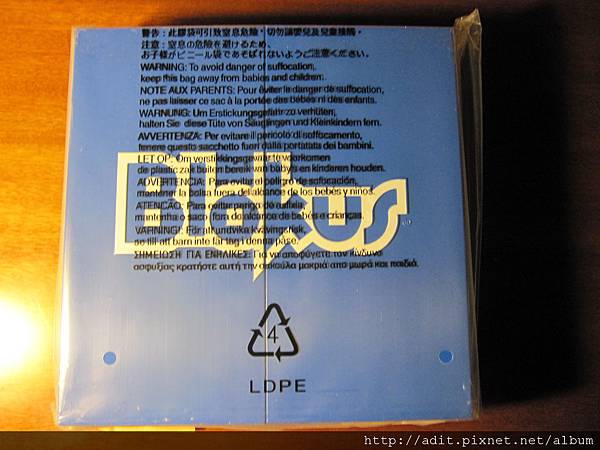 警告：此膠袋可引致窒息危險，切勿讓嬰兒及兒童接觸。
注意：窒息の危険を避けるため、
お子様がビニール袋であそばれないようご注意ください。
WARNING: To avoid danger of suffocation,
keep this bag away from babies and children.
NOTE AUX PARENTS: Pour éviter le danger de suffocation,
ne pas laisser ce sac à la portée des bébés ni des enfants.
WARNUNG: Um Erstickungsgefahr zu verhüten,
halten Sie diese Tüte von Säuglingen und Kleinkindern fern.
AVVERTENZA: Per evitare il pericolo di suffocamento,
tenere questo sacchetto fuori dalla portatata dei bambini.
LET OP: Om verstikkingsgevaar te voorkomen
de plastic zak buiten bereik van babys en kinderen houden.
ADVERTENCIA: Para evitar el peligro de sofocación,
mantener la bolsa fuera del alcance de los bebés y niños.
ATENÇÃO: Para evitar perigo de asfixia,
mantenha o saco fora do alcance de bebés e crianças.
VARNING!: För att undvika kvävningsrisk,
se till att barn inte får tag i denna påse.
ΣΗΜΕΙΩΣΗ ΓΙΑ ΕΝΗΛΙΚΕΣ: Για να αποφύγετε τον κίνδυνο
ασφυξίας κρατήστε αυτή την σακούλα μακριά απο μωρά και παιδιά.
4
LDPE
http://adit.pixnet.net/album